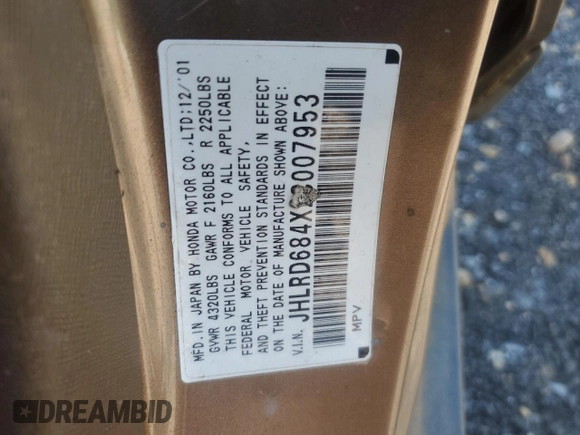 MFD. IN JAPAN BY HONDA MOTOR CO., LTD; 12/'01
GVWR 4320LBS GAWR F 2160LBS R 2250LBS
THIS VEHICLE CONFORMS TO ALL APPLICABLE
FEDERAL MOTOR VEHICLE SAFETY,
AND THEFT PREVENTION STANDARDS IN EFFECT
ON THE DATE OF MANUFACTURE SHOWN ABOVE:
V.I.N. :
MPV
DREAMBID